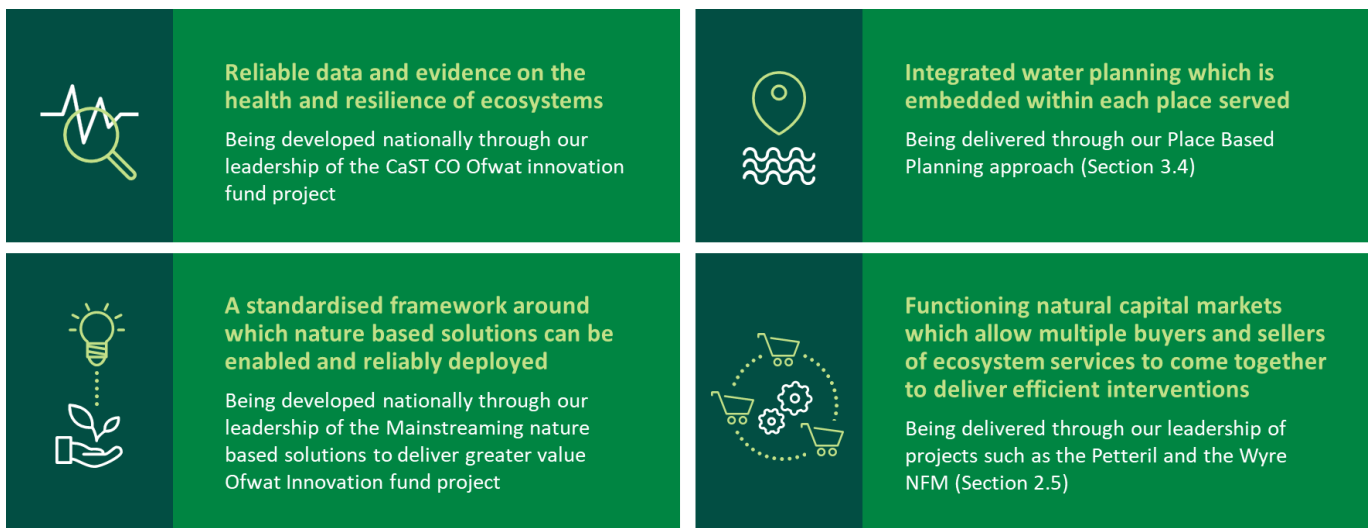 Reliable data and evidence on the
health and resilience of ecosystems
Being developed nationally through our
leadership of the CaST CO Ofwat innovation
fund project
Integrated water planning which is
embedded within each place served
Being delivered through our Place Based
Planning approach (Section 3.4)
A standardised framework around
which nature based solutions can be
enabled and reliably deployed
Being developed nationally through our
leadership of the Mainstreaming nature
based solutions to deliver greater value
Ofwat Innovation fund project
Functioning natural capital markets
which allow multiple buyers and sellers
of ecosystem services to come together
to deliver efficient interventions
Being delivered through our leadership of
projects such as the Petteril and the Wyre
NFM (Section 2.5)